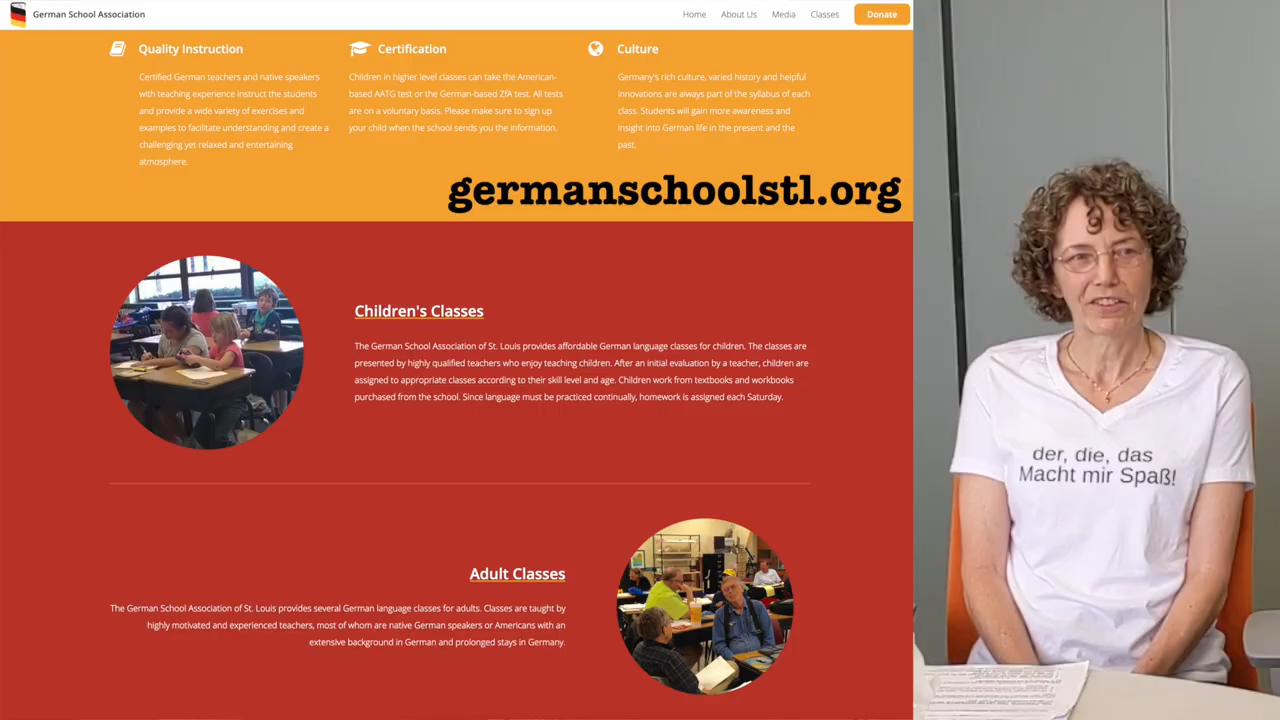 German School Association
Home
About Us
Media
Classes
Donate
Quality Instruction
Certified German teachers and native speakers
with teaching experience instruct the students
and provide a wide variety of exercises and
examples to facilitate understanding and create a
challenging yet relaxed and entertaining
atmosphere.
Certification
Children in higher level classes can take the American-
based AATG test or the German-based ZfA test. All tests
are on a voluntary basis. Please make sure to sign up
your child when the school sends you the information.
Culture
Germany's rich culture, varied history and helpful
innovations are always part of the syllabus of each
class. Students will gain more awareness and
insight into German life in the present and the
past.
germanschoolstl.org
Children's Classes
The German School Association of St. Louis provides affordable German language classes for children. The classes are
presented by highly qualified teachers who enjoy teaching children. After an initial evaluation by a teacher, children are
assigned to appropriate classes according to their skill level and age. Children work from textbooks and workbooks
purchased from the school. Since language must be practiced continually, homework is assigned each Saturday.
Adult Classes
The German School Association of St. Louis provides several German language classes for adults. Classes are taught by
highly motivated and experienced teachers, most of whom are native German speakers or Americans with an
extensive background in German and prolonged stays in Germany.
der, die, das
Macht mir Spaß!